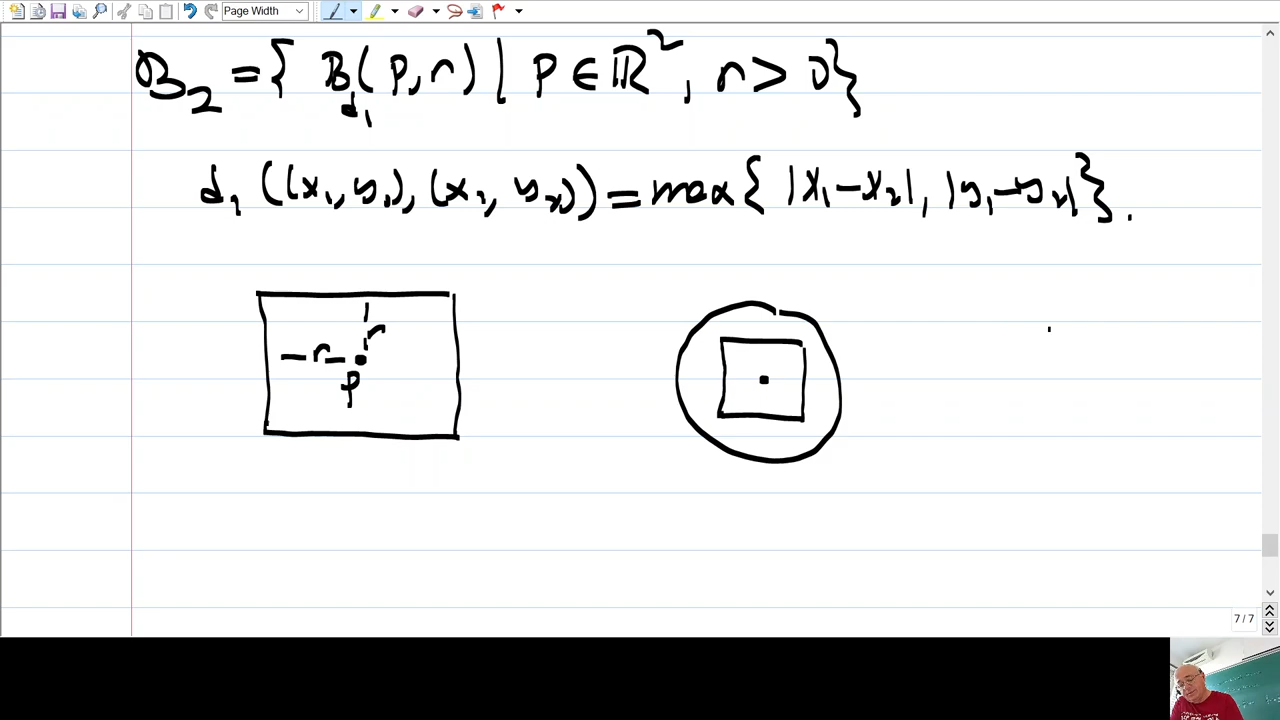 Page Width
𝓑₂ = { B_{d₁}(p, r) | p ∈ ℝ², r > 0 }
d₁((x₁, y₁), (x₂, y₂)) = max{ |x₁ − x₂|, |y₁ − y₂| }.
r
r
p
7 / 7